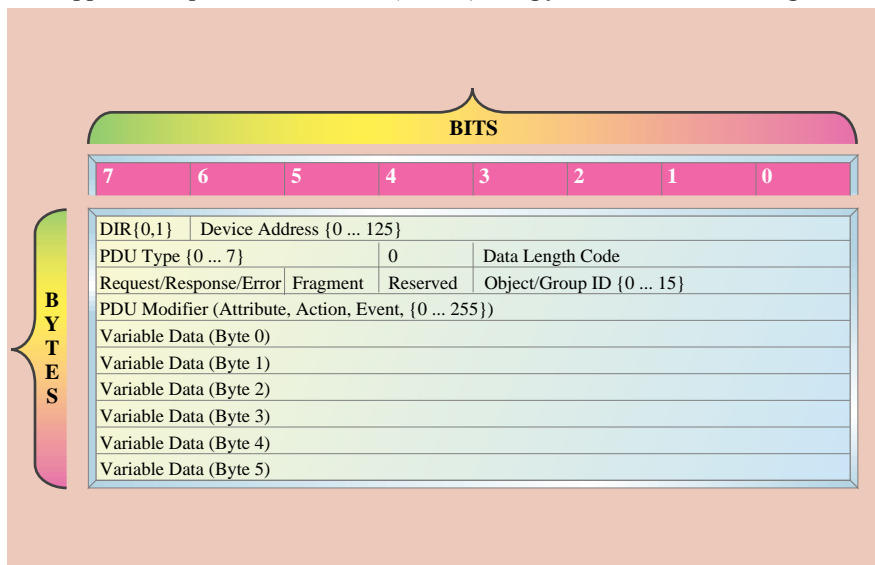 BITS
7 6 5 4 3 2 1 0
BYTES
DIR{0,1} Device Address {0 ... 125}
PDU Type {0 ... 7} 0 Data Length Code
Request/Response/Error Fragment Reserved Object/Group ID {0 ... 15}
PDU Modifier (Attribute, Action, Event, {0 ... 255})
Variable Data (Byte 0)
Variable Data (Byte 1)
Variable Data (Byte 2)
Variable Data (Byte 3)
Variable Data (Byte 4)
Variable Data (Byte 5)